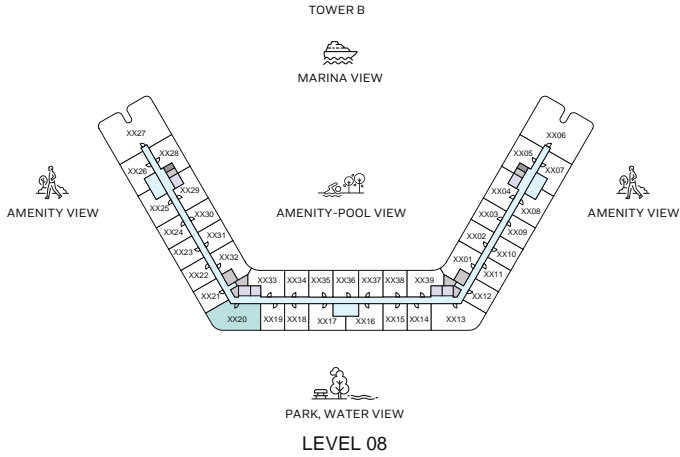 TOWER B
MARINA VIEW
XX27
XX06
XX28
XX05
XX26
XX07
AMENITY VIEW
AMENITY-POOL VIEW
AMENITY VIEW
XX29
XX04
XX25
XX08
XX30
XX03
XX24
XX09
XX31
XX02
XX23
XX10
XX32
XX01
XX22
XX11
XX33 XX34 XX35 XX36 XX37 XX38 XX39
XX21
XX12
XX20 XX19 XX18 XX17 XX16 XX15 XX14 XX13
PARK, WATER VIEW
LEVEL 08